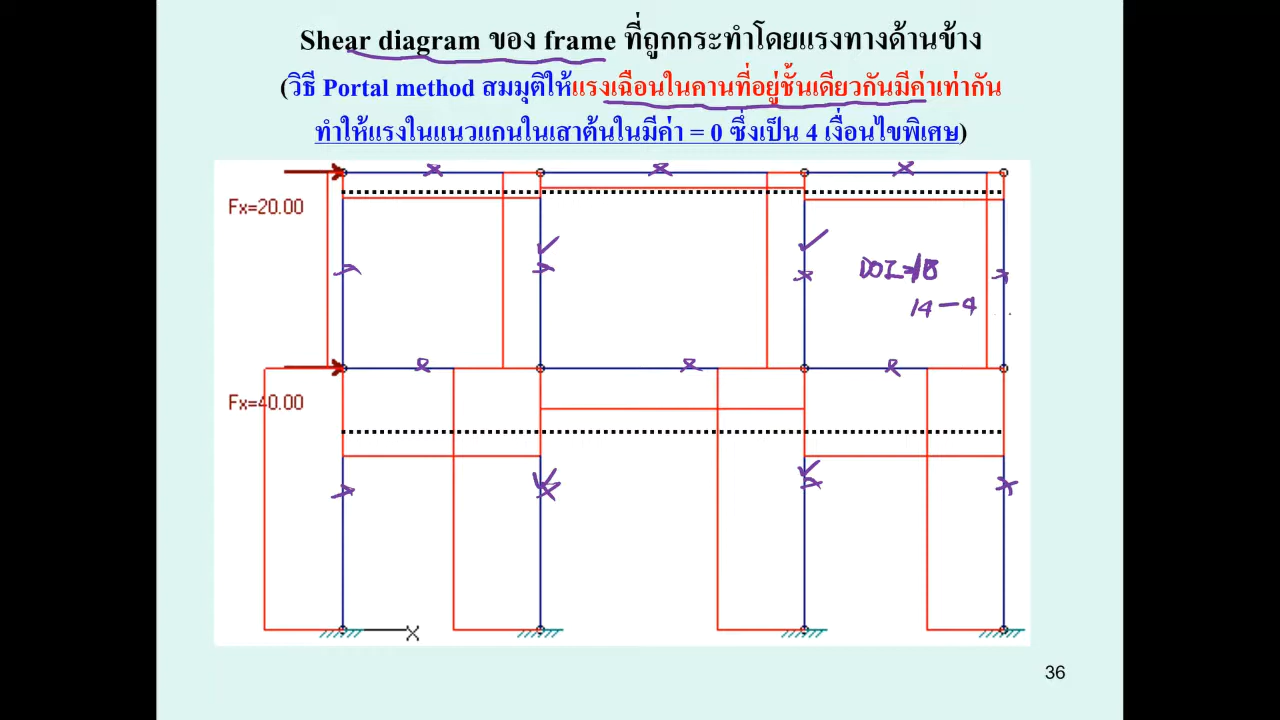 Shear diagram ของ frame ที่ถูกกระทำโดยแรงทางด้านข้าง
(วิธี Portal method สมมุติให้แรงเฉือนในคานที่อยู่ชั้นเดียวกันมีค่าเท่ากัน
ทำให้แรงในแนวแกนในเสาต้นในมีค่า = 0 ซึ่งเป็น 4 เงื่อนไขพิเศษ)
Fx=20.00
DOI=18
14-4
Fx=40.00
X
36